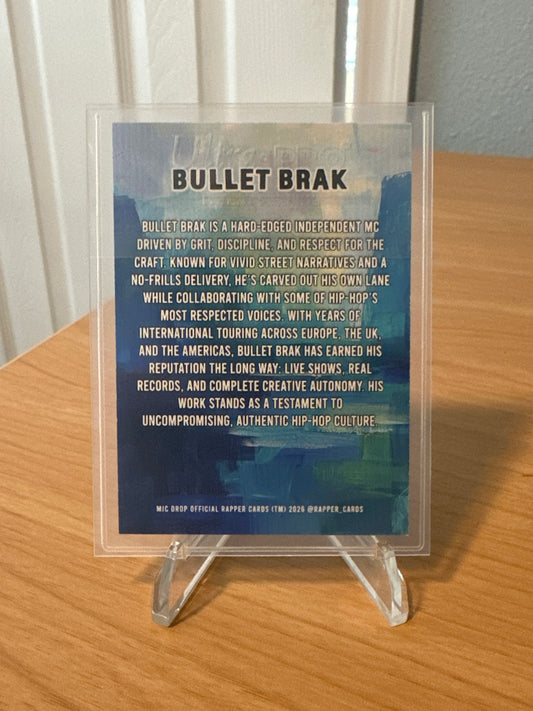 Ultra·PRO
BULLET BRAK
BULLET BRAK IS A HARD-EDGED INDEPENDENT MC
DRIVEN BY GRIT, DISCIPLINE, AND RESPECT FOR THE
CRAFT. KNOWN FOR VIVID STREET NARRATIVES AND A
NO-FRILLS DELIVERY, HE'S CARVED OUT HIS OWN LANE
WHILE COLLABORATING WITH SOME OF HIP-HOP'S
MOST RESPECTED VOICES. WITH YEARS OF
INTERNATIONAL TOURING ACROSS EUROPE, THE UK,
AND THE AMERICAS, BULLET BRAK HAS EARNED HIS
REPUTATION THE LONG WAY: LIVE SHOWS, REAL
RECORDS, AND COMPLETE CREATIVE AUTONOMY. HIS
WORK STANDS AS A TESTAMENT TO
UNCOMPROMISING, AUTHENTIC HIP-HOP CULTURE.
MIC DROP OFFICIAL RAPPER CARDS (TM) 2026 @RAPPER_CARDS